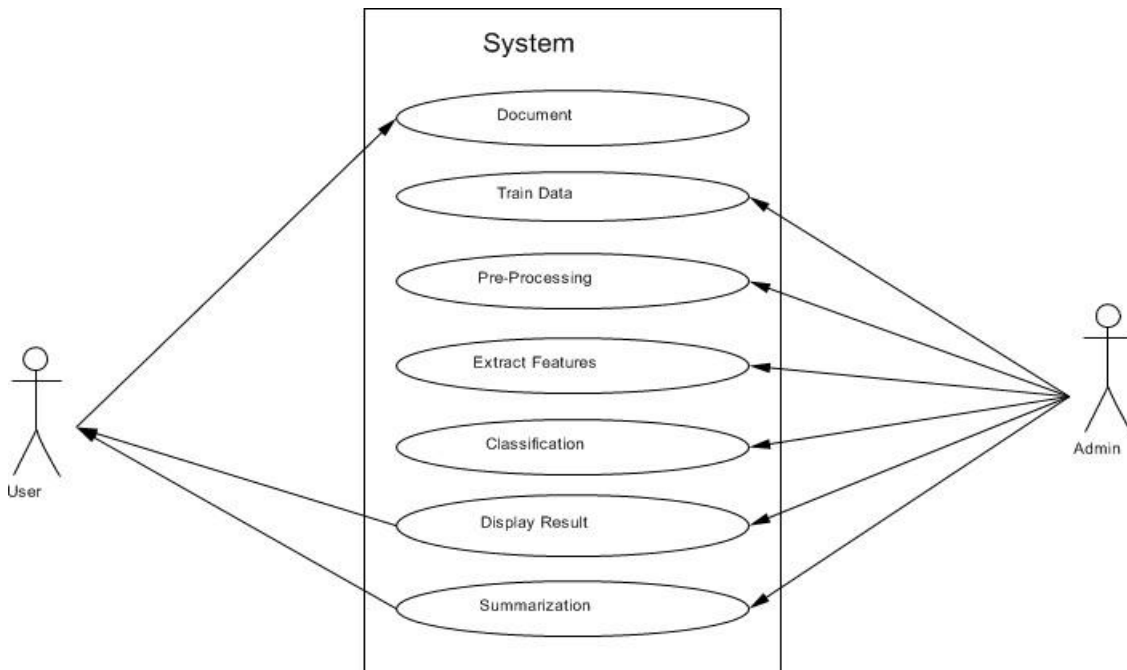 System
Document
Train Data
Pre-Processing
Extract Features
Classification
Display Result
Summarization
User
Admin